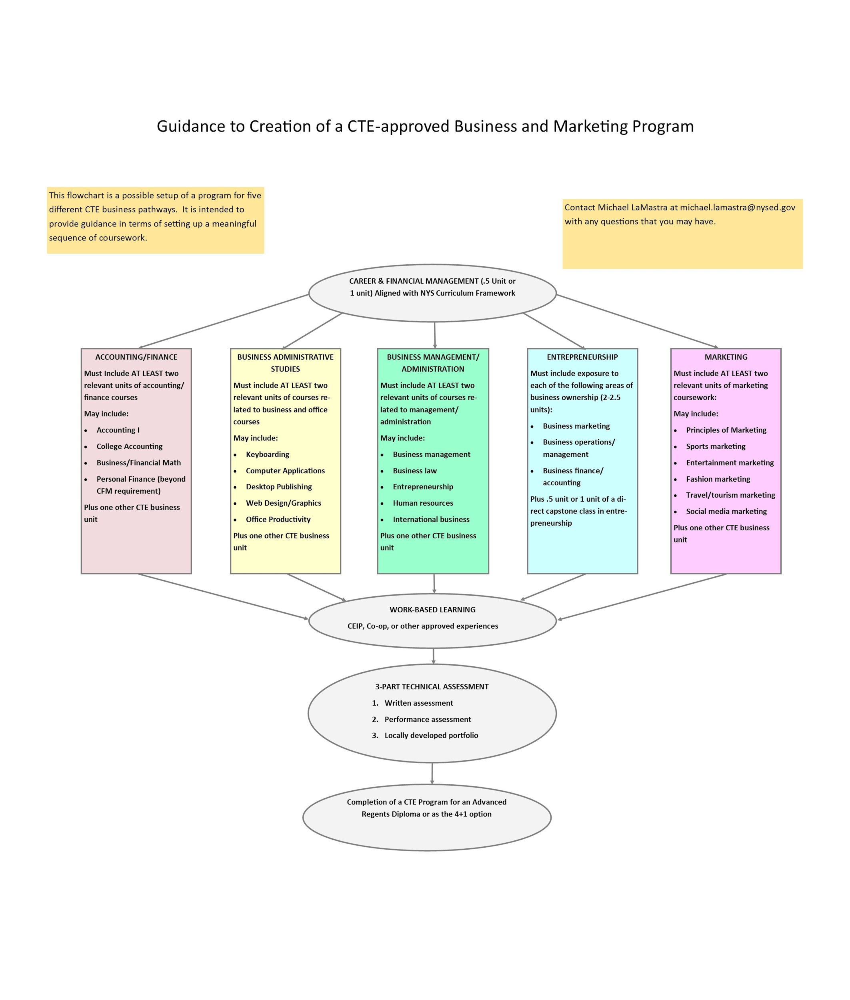 Guidance to Creation of a CTE-approved Business and Marketing Program
This flowchart is a possible setup of a program for five
different CTE business pathways.  It is intended to
provide guidance in terms of setting up a meaningful
sequence of coursework.
Contact Michael LaMastra at michael.lamastra@nysed.gov
with any questions that you may have.
CAREER & FINANCIAL MANAGEMENT (.5 Unit or
1 unit) Aligned with NYS Curriculum Framework
ACCOUNTING/FINANCE
Must Include AT LEAST two
relevant units of accounting/
finance courses
May include:
• Accounting I
• College Accounting
• Business/Financial Math
• Personal Finance (beyond
CFM requirement)
Plus one other CTE business
unit
BUSINESS ADMINISTRATIVE
STUDIES
Must include AT LEAST two
relevant units of courses re-
lated to business and office
courses
May include:
• Keyboarding
• Computer Applications
• Desktop Publishing
• Web Design/Graphics
• Office Productivity
Plus one other CTE business
unit
BUSINESS MANAGEMENT/
ADMINISTRATION
Must include AT LEAST two
relevant units of courses re-
lated to management/
administration
May include:
• Business management
• Business law
• Entrepreneurship
• Human resources
• International business
Plus one other CTE business
unit
ENTREPRENEURSHIP
Must include exposure to
each of the following areas of
business ownership (2-2.5
units):
• Business marketing
• Business operations/
management
• Business finance/
accounting
Plus .5 unit or 1 unit of a di-
rect capstone class in entre-
preneurship
MARKETING
Must include AT LEAST two
relevant units of marketing
coursework:
May include:
• Principles of Marketing
• Sports marketing
• Entertainment marketing
• Fashion marketing
• Travel/tourism marketing
• Social media marketing
Plus one other CTE business
unit
WORK-BASED LEARNING
CEIP, Co-op, or other approved experiences
3-PART TECHNICAL ASSESSMENT
1. Written assessment
2. Performance assessment
3. Locally developed portfolio
Completion of a CTE Program for an Advanced
Regents Diploma or as the 4+1 option